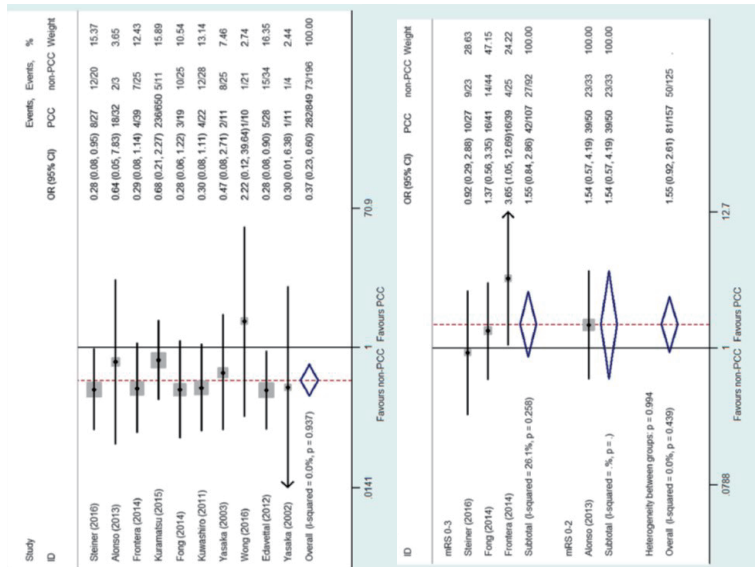 Study
ID
OR (95% CI)
Events,
PCC
Events,
non-PCC
%
Weight
Steiner (2016) 0.28 (0.08, 0.95) 8/27 12/20 15.37
Alonso (2013) 0.64 (0.05, 7.83) 18/32 2/3 3.65
Frontera (2014) 0.29 (0.08, 1.14) 4/39 7/25 12.43
Kuramatsu (2015) 0.68 (0.21, 2.27) 236/650 5/11 15.89
Fong (2014) 0.28 (0.06, 1.22) 3/19 10/25 10.54
Kuwashiro (2011) 0.30 (0.08, 1.11) 4/22 12/28 13.14
Yasaka (2003) 0.47 (0.08, 2.71) 2/11 8/25 7.46
Wong (2016) 2.22 (0.12, 39.64) 1/10 1/21 2.74
Edavettal (2012) 0.28 (0.08, 0.90) 5/28 15/34 16.35
Yasaka (2002) 0.30 (0.01, 6.38) 1/11 1/4 2.44
Overall (I-squared = 0.0%, p = 0.937) 0.37 (0.23, 0.60) 282/849 73/196 100.00
.0141 1 70.9
Favours non-PCC Favours PCC
ID OR (95% CI) PCC non-PCC Weight
mRS 0-3
Steiner (2016) 0.92 (0.29, 2.88) 10/27 9/23 28.63
Fong (2014) 1.37 (0.56, 3.35) 16/41 14/44 47.15
Frontera (2014) 3.65 (1.05, 12.69) 16/39 4/25 24.22
Subtotal (I-squared = 26.1%, p = 0.258) 1.55 (0.84, 2.86) 42/107 27/92 100.00
mRS 0-2
Alonso (2013) 1.54 (0.57, 4.19) 39/50 23/33 100.00
Subtotal (I-squared = .%, p = .) 1.54 (0.57, 4.19) 39/50 23/33 100.00
Heterogeneity between groups: p = 0.994
Overall (I-squared = 0.0%, p = 0.439) 1.55 (0.92, 2.61) 81/157 50/125 .
.0788 1 12.7
Favours non-PCC Favours PCC